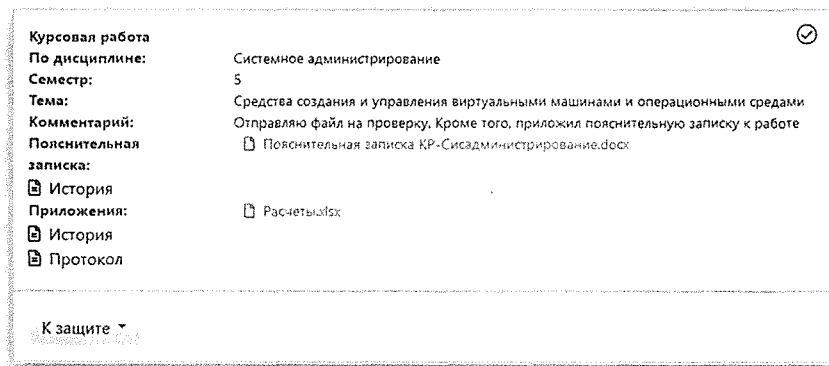 Курсовая работа
По дисциплине: Системное администрирование
Семестр: 5
Тема: Средства создания и управления виртуальными машинами и операционными средами
Комментарий: Отправляю файл на проверку. Кроме того, приложил пояснительную записку к работе
Пояснительная Пояснительная записка КР-Сисадминистрирование.docx
записка:
История
Приложения: Расчеты.xlsx
История
Протокол
К защите